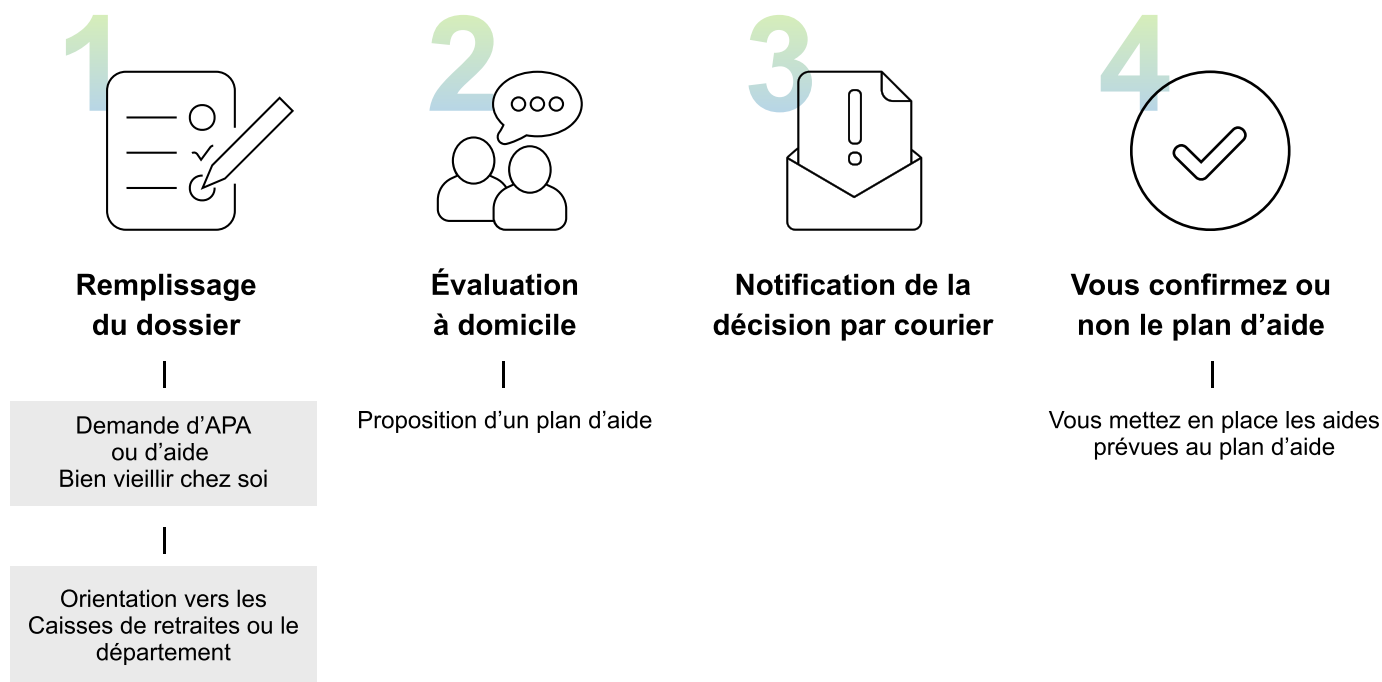 1
Remplissage
du dossier
Demande d’APA
ou d’aide
Bien vieillir chez soi
Orientation vers les
Caisses de retraites ou le
département
2
Évaluation
à domicile
Proposition d’un plan d’aide
3
Notification de la
décision par courier
4
Vous confirmez ou
non le plan d’aide
Vous mettez en place les aides
prévues au plan d’aide